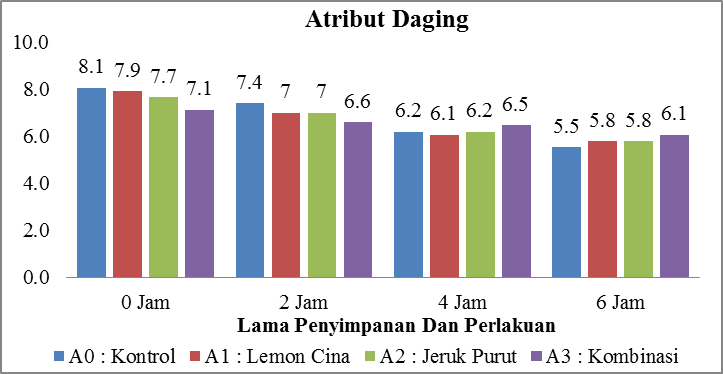 Atribut Daging
10.0
8.0
6.0
4.0
2.0
0.0
8.1 7.9 7.7 7.1 7.4 7 7 6.6 6.2 6.1 6.2 6.5 5.5 5.8 5.8 6.1
0 Jam 2 Jam 4 Jam 6 Jam
Lama Penyimpanan Dan Perlakuan
A0 : Kontrol A1 : Lemon Cina A2 : Jeruk Purut A3 : Kombinasi